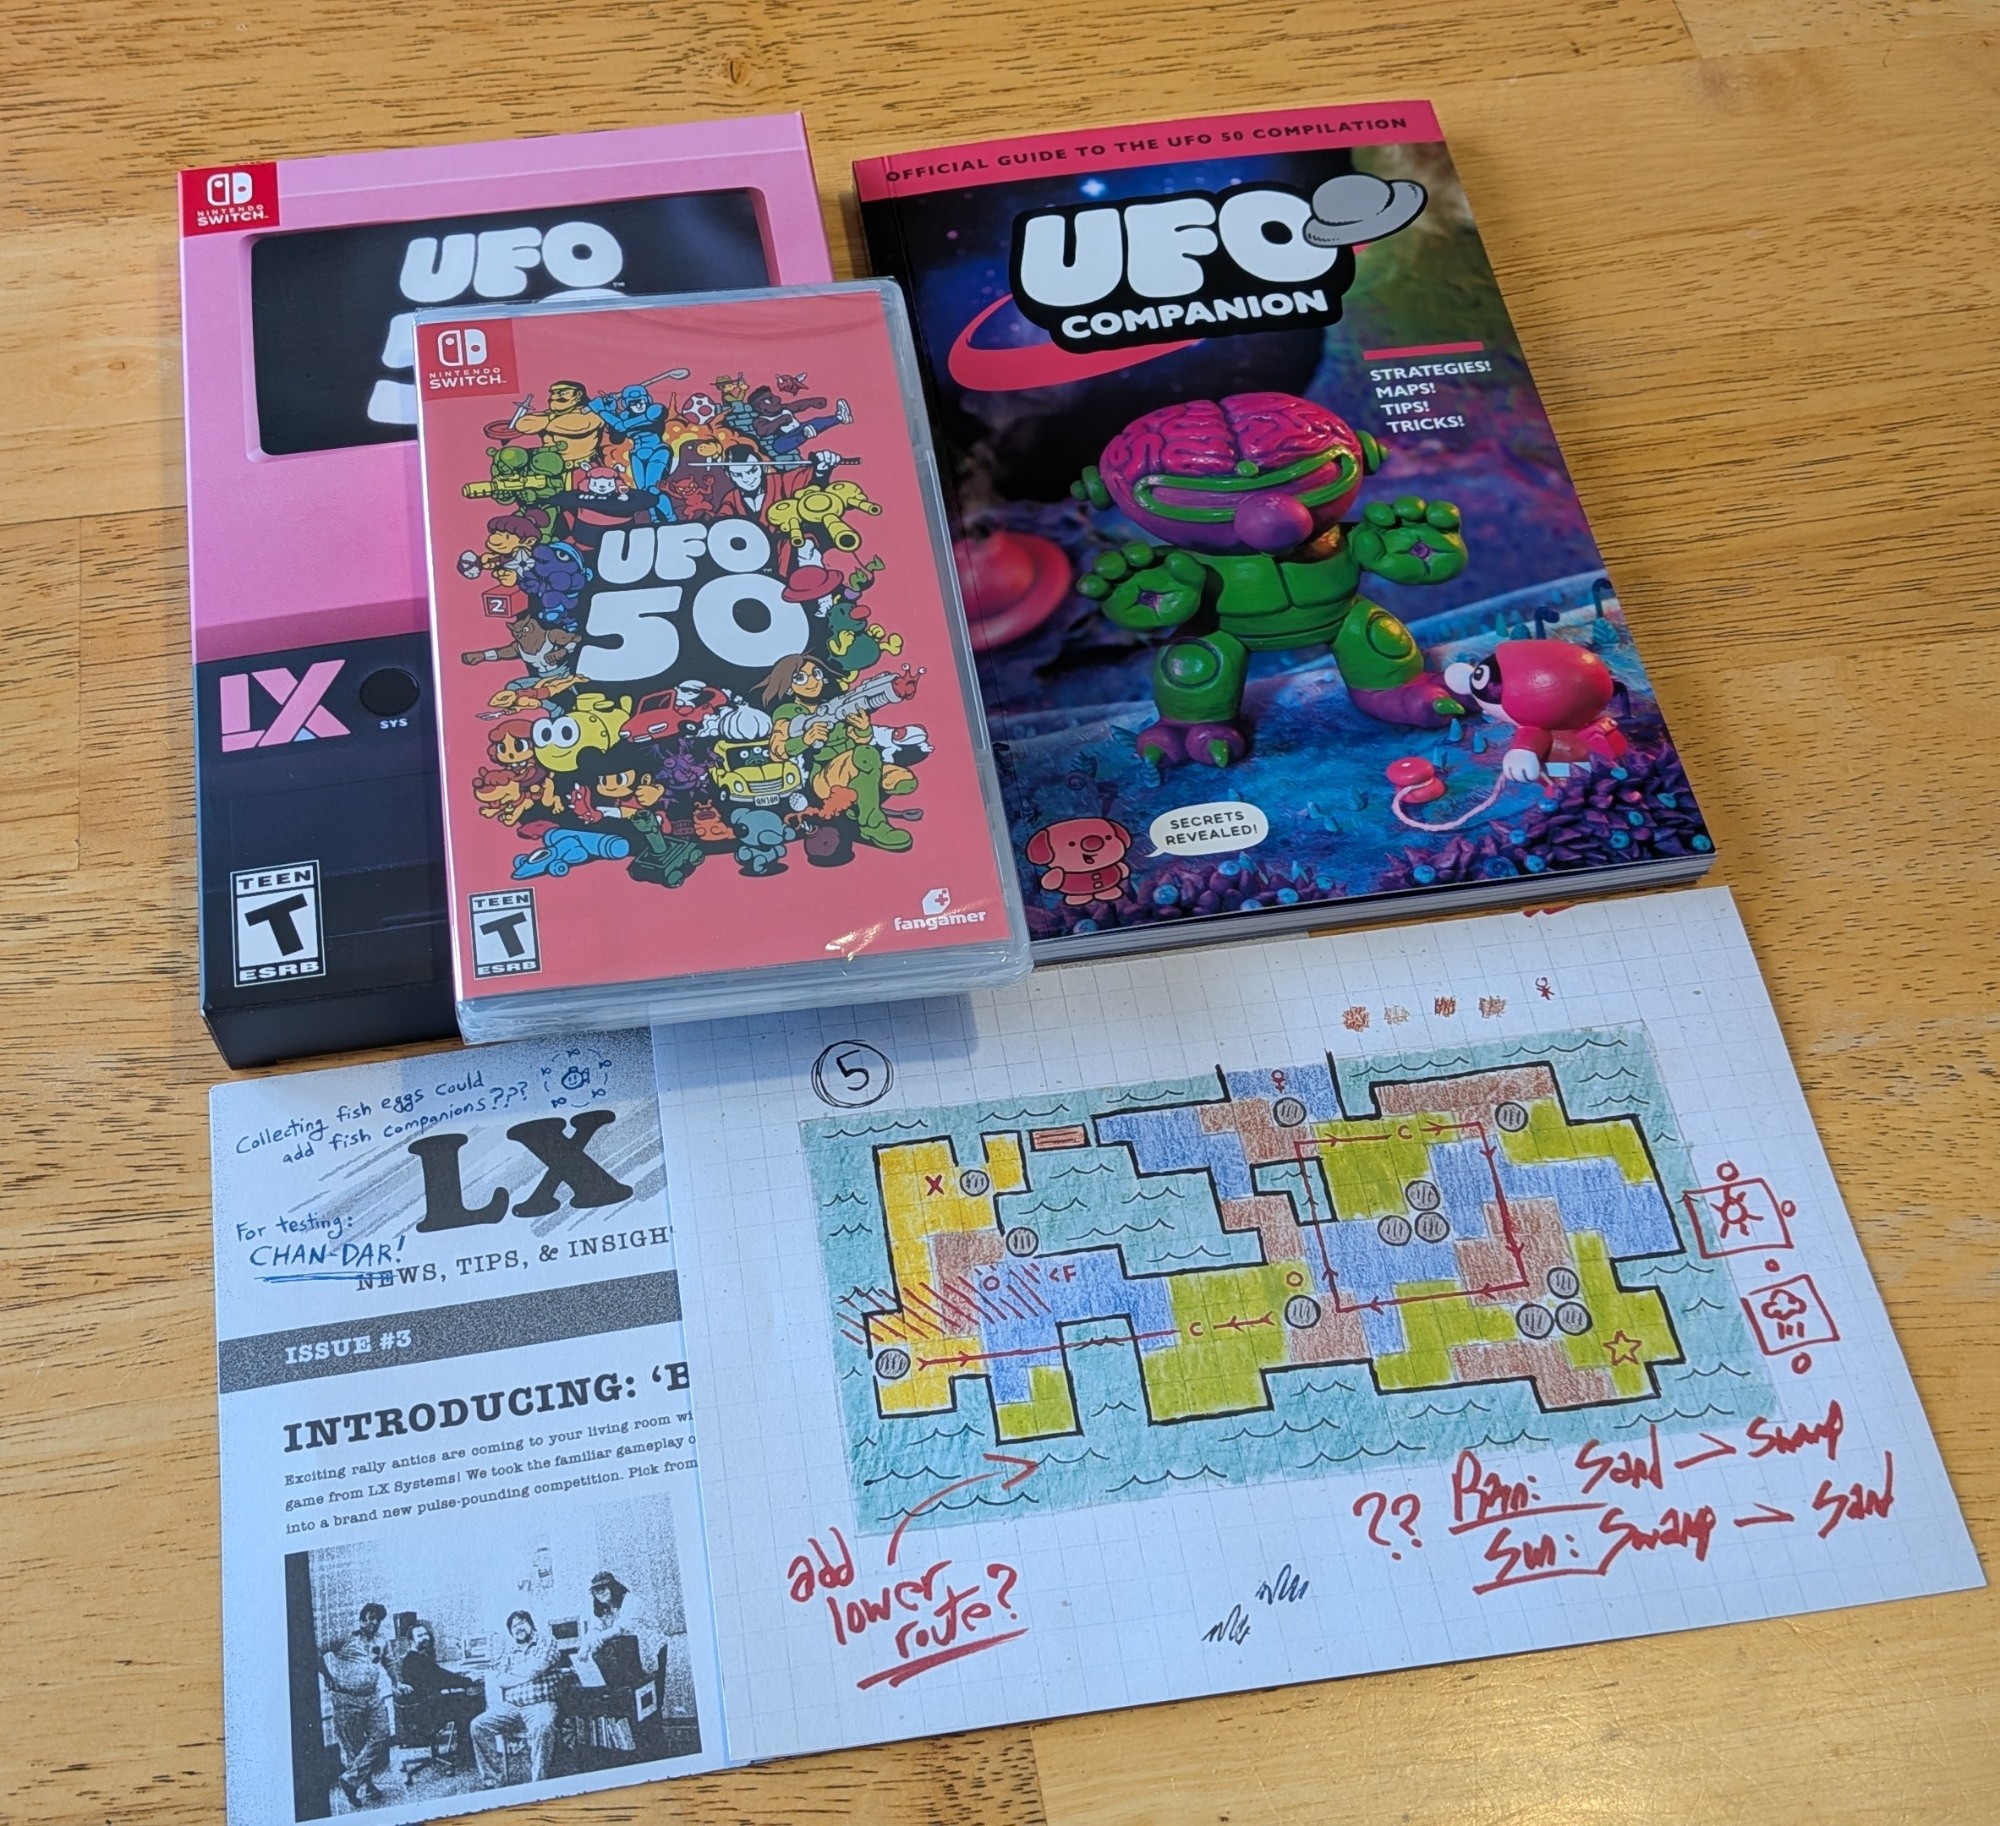 NINTENDO
SWITCH
UFO
LX
SYS
TEEN
T
ESRB
NINTENDO
SWITCH
UFO
50
2
TEEN
T
ESRB
fangamer
OFFICIAL GUIDE TO THE UFO 50 COMPILATION
UFO
COMPANION
STRATEGIES!
MAPS!
TIPS!
TRICKS!
SECRETS
REVEALED!
Collecting fish eggs could
add fish companions???
LX
For testing:
CHAN-DAR!
NEWS, TIPS, & INSIGH
ISSUE #3
INTRODUCING: ‘B
Exciting rally antics are coming to your living room wi
game from LX Systems! We took the familiar gameplay o
into a brand new pulse-pounding competition. Pick from
5
C
X
<F
C
add
lower
route?
?? Rain: Sand → Swamp
Sun: Swamp → Sand